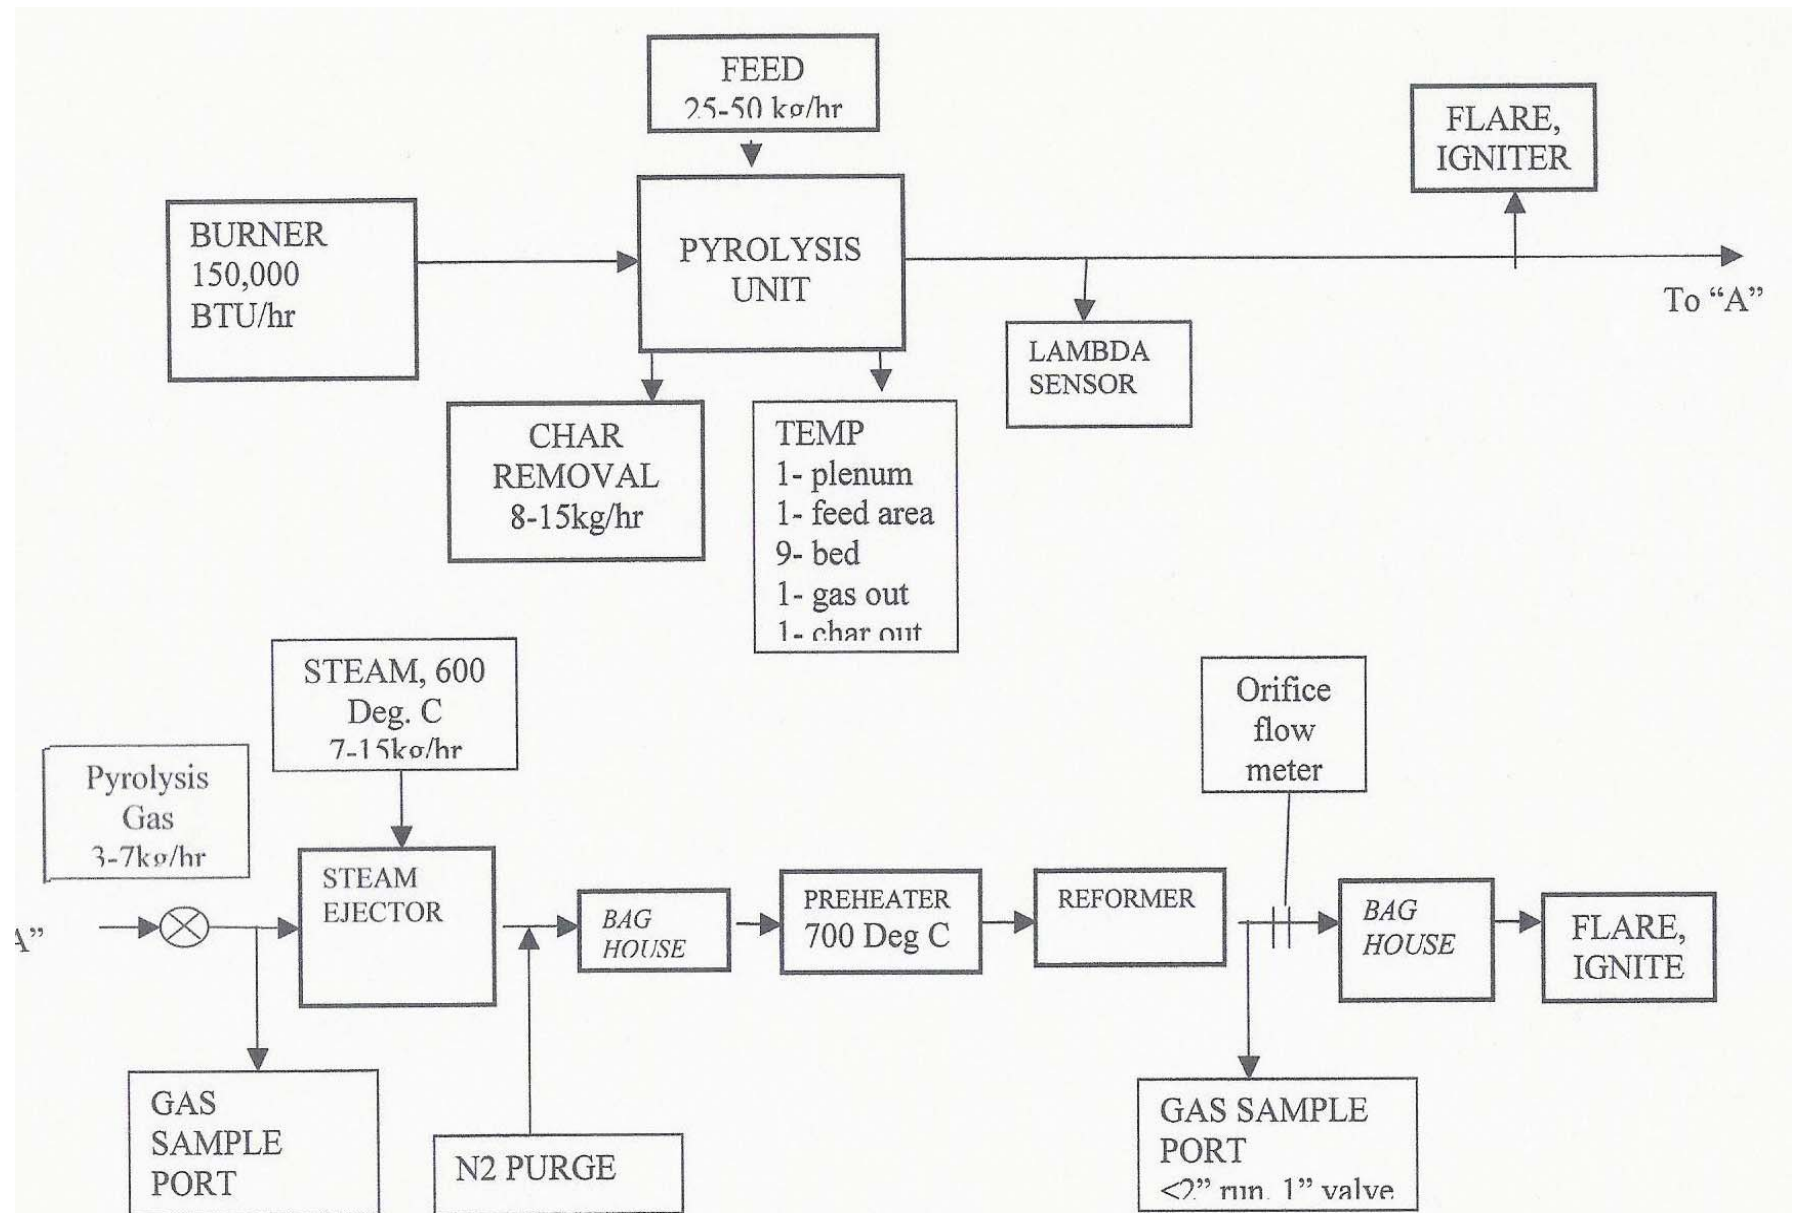 FEED
25-50 kg/hr
FLARE,
IGNITER
BURNER
150,000
BTU/hr
PYROLYSIS
UNIT
To “A”
LAMBDA
SENSOR
CHAR
REMOVAL
8-15kg/hr
TEMP
1- plenum
1- feed area
9- bed
1- gas out
1- char out
STEAM, 600
Deg. C
7-15kg/hr
Orifice
flow
meter
Pyrolysis
Gas
3-7kg/hr
STEAM
EJECTOR
A”
BAG
HOUSE
PREHEATER
700 Deg C
REFORMER
BAG
HOUSE
FLARE,
IGNITE
GAS
SAMPLE
PORT
N2 PURGE
GAS SAMPLE
PORT
<2” run, 1” valve